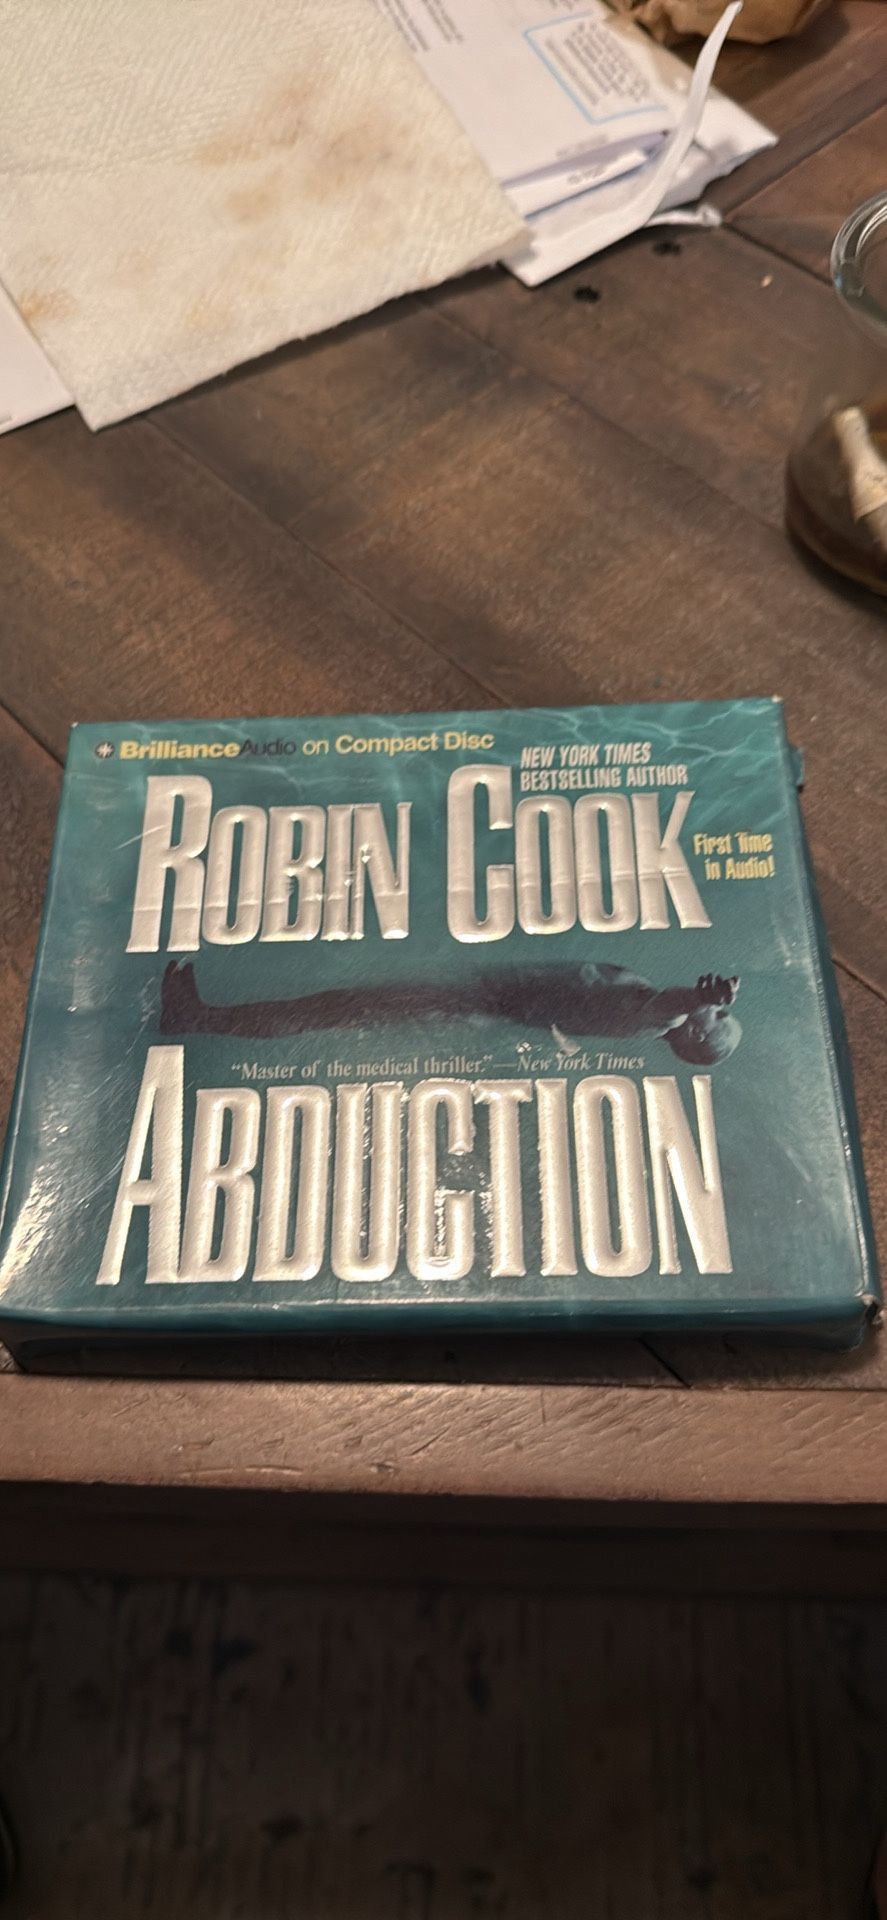 BrillianceAudio on Compact Disc
NEW YORK TIMES
BESTSELLING AUTHOR
ROBIN COOK
First Time
in Audio!
"Master of the medical thriller."—New York Times
ABDUCTION